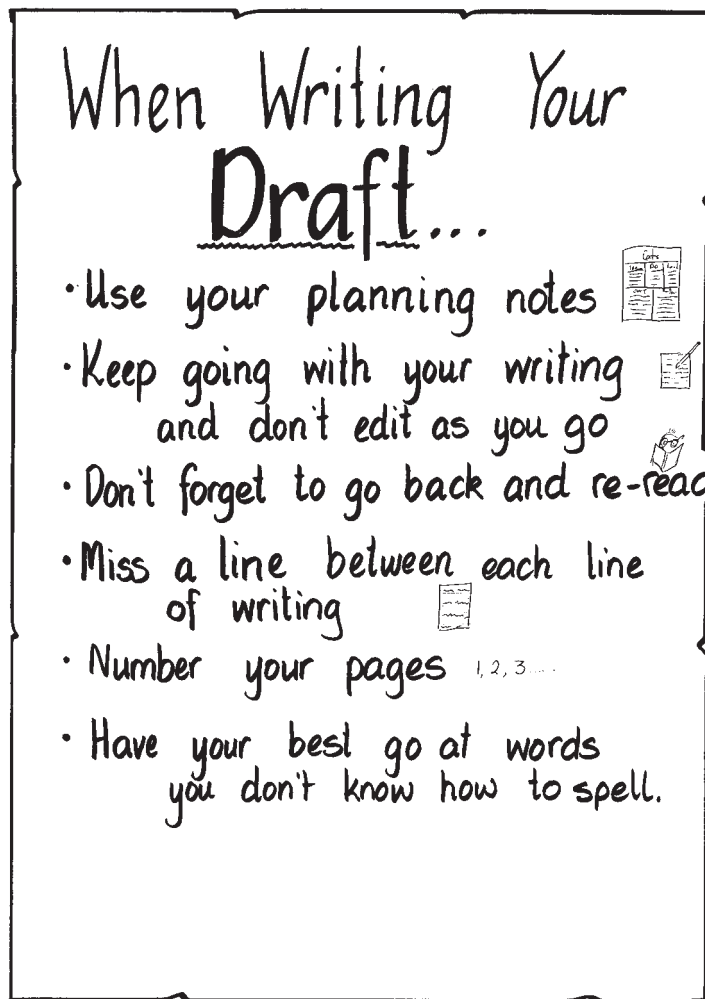 When Writing Your
Draft...
• Use your planning notes
• Keep going with your writing
and don't edit as you go
• Don't forget to go back and re-read
• Miss a line between each line
of writing
• Number your pages 1, 2, 3.....
• Have your best go at words
you don't know how to spell.